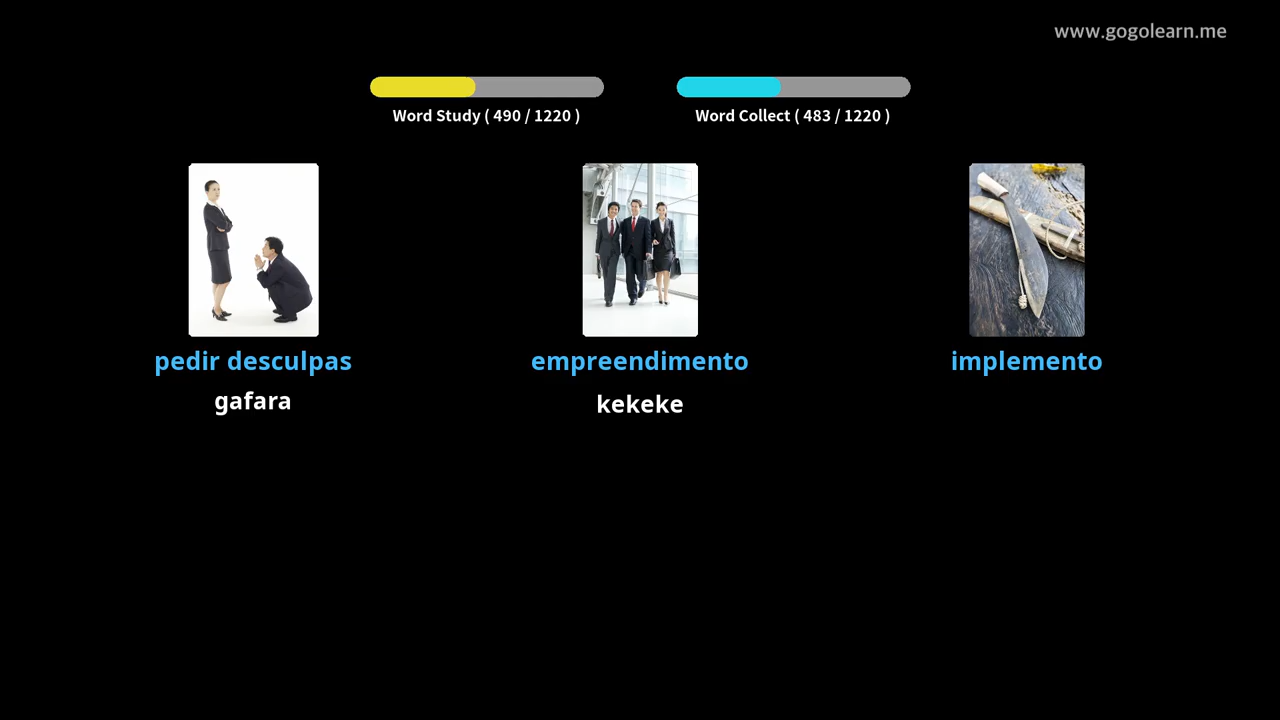 www.gogolearn.me
Word Study ( 490 / 1220 )
Word Collect ( 483 / 1220 )
pedir desculpas
gafara
empreendimento
kekeke
implemento